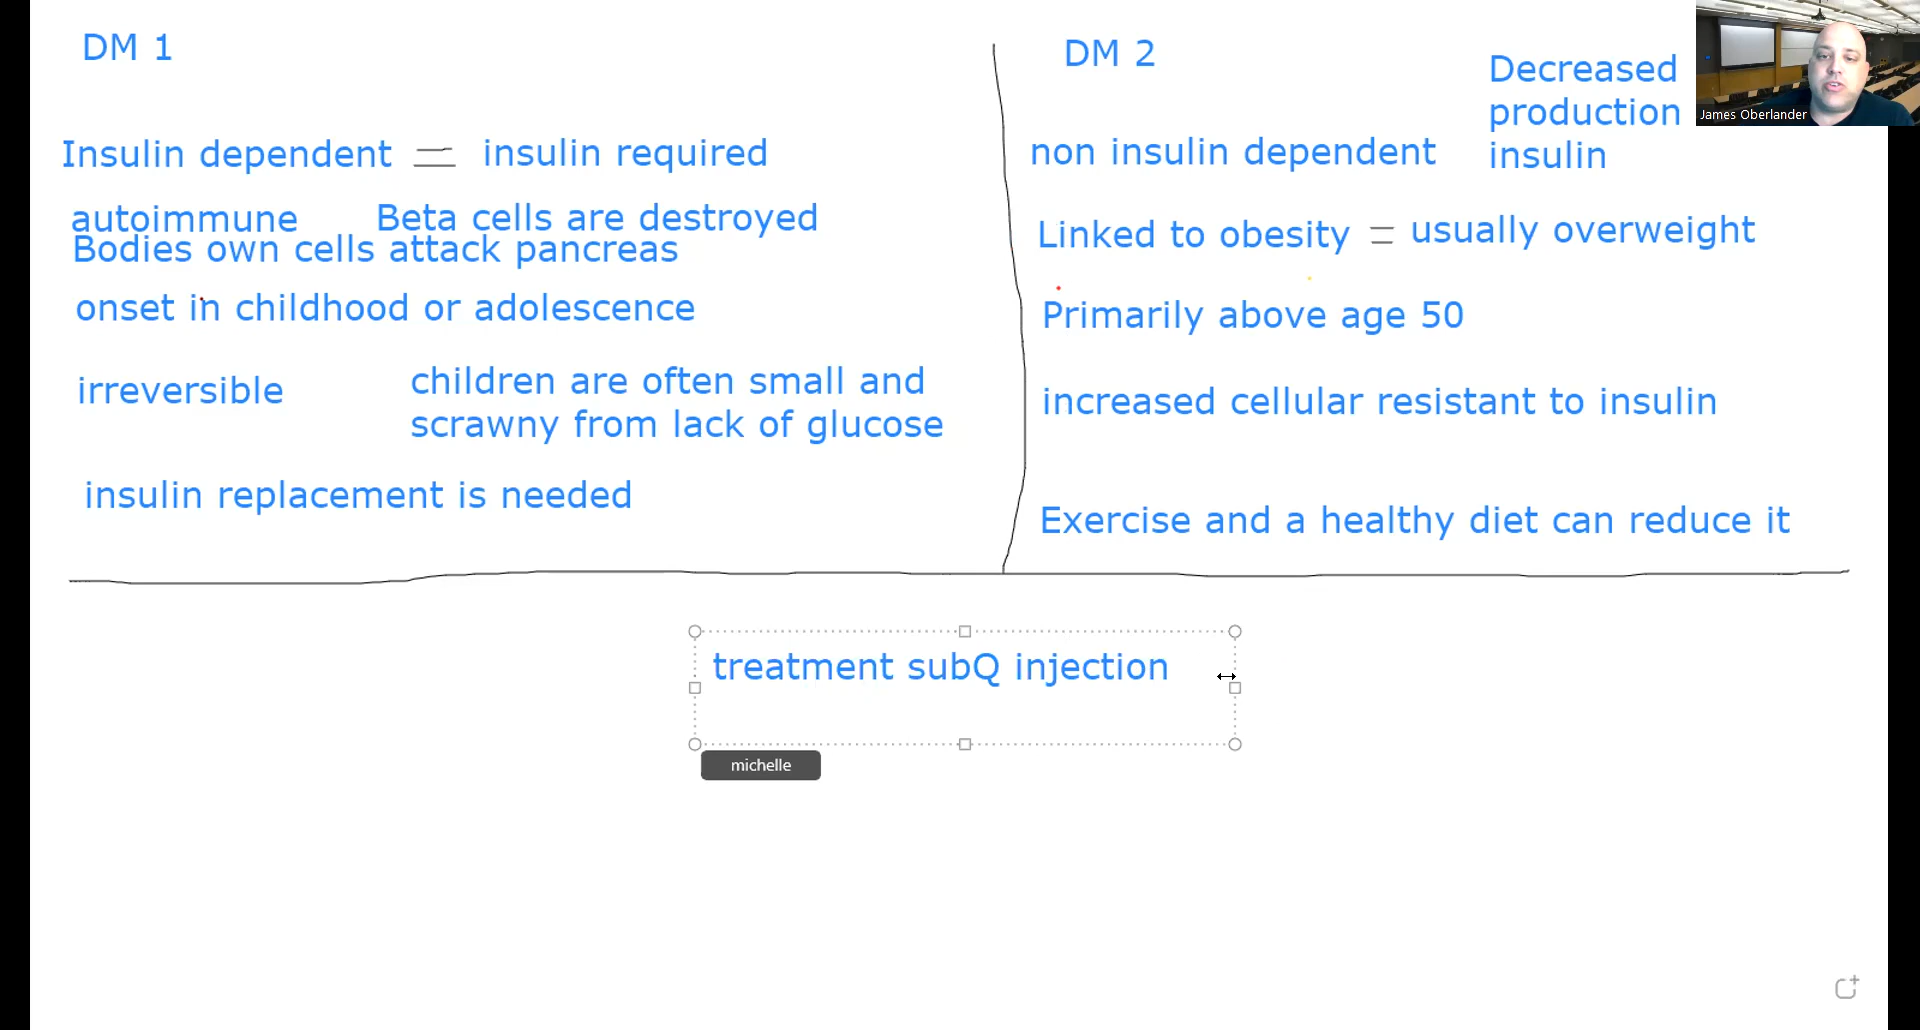 DM 1
Insulin dependent = insulin required
autoimmune Beta cells are destroyed
Bodies own cells attack pancreas
onset in childhood or adolescence
irreversible
children are often small and
scrawny from lack of glucose
insulin replacement is needed
DM 2
Decreased
production
insulin
non insulin dependent
Linked to obesity = usually overweight
Primarily above age 50
increased cellular resistant to insulin
Exercise and a healthy diet can reduce it
James Oberlander
treatment subQ injection
michelle